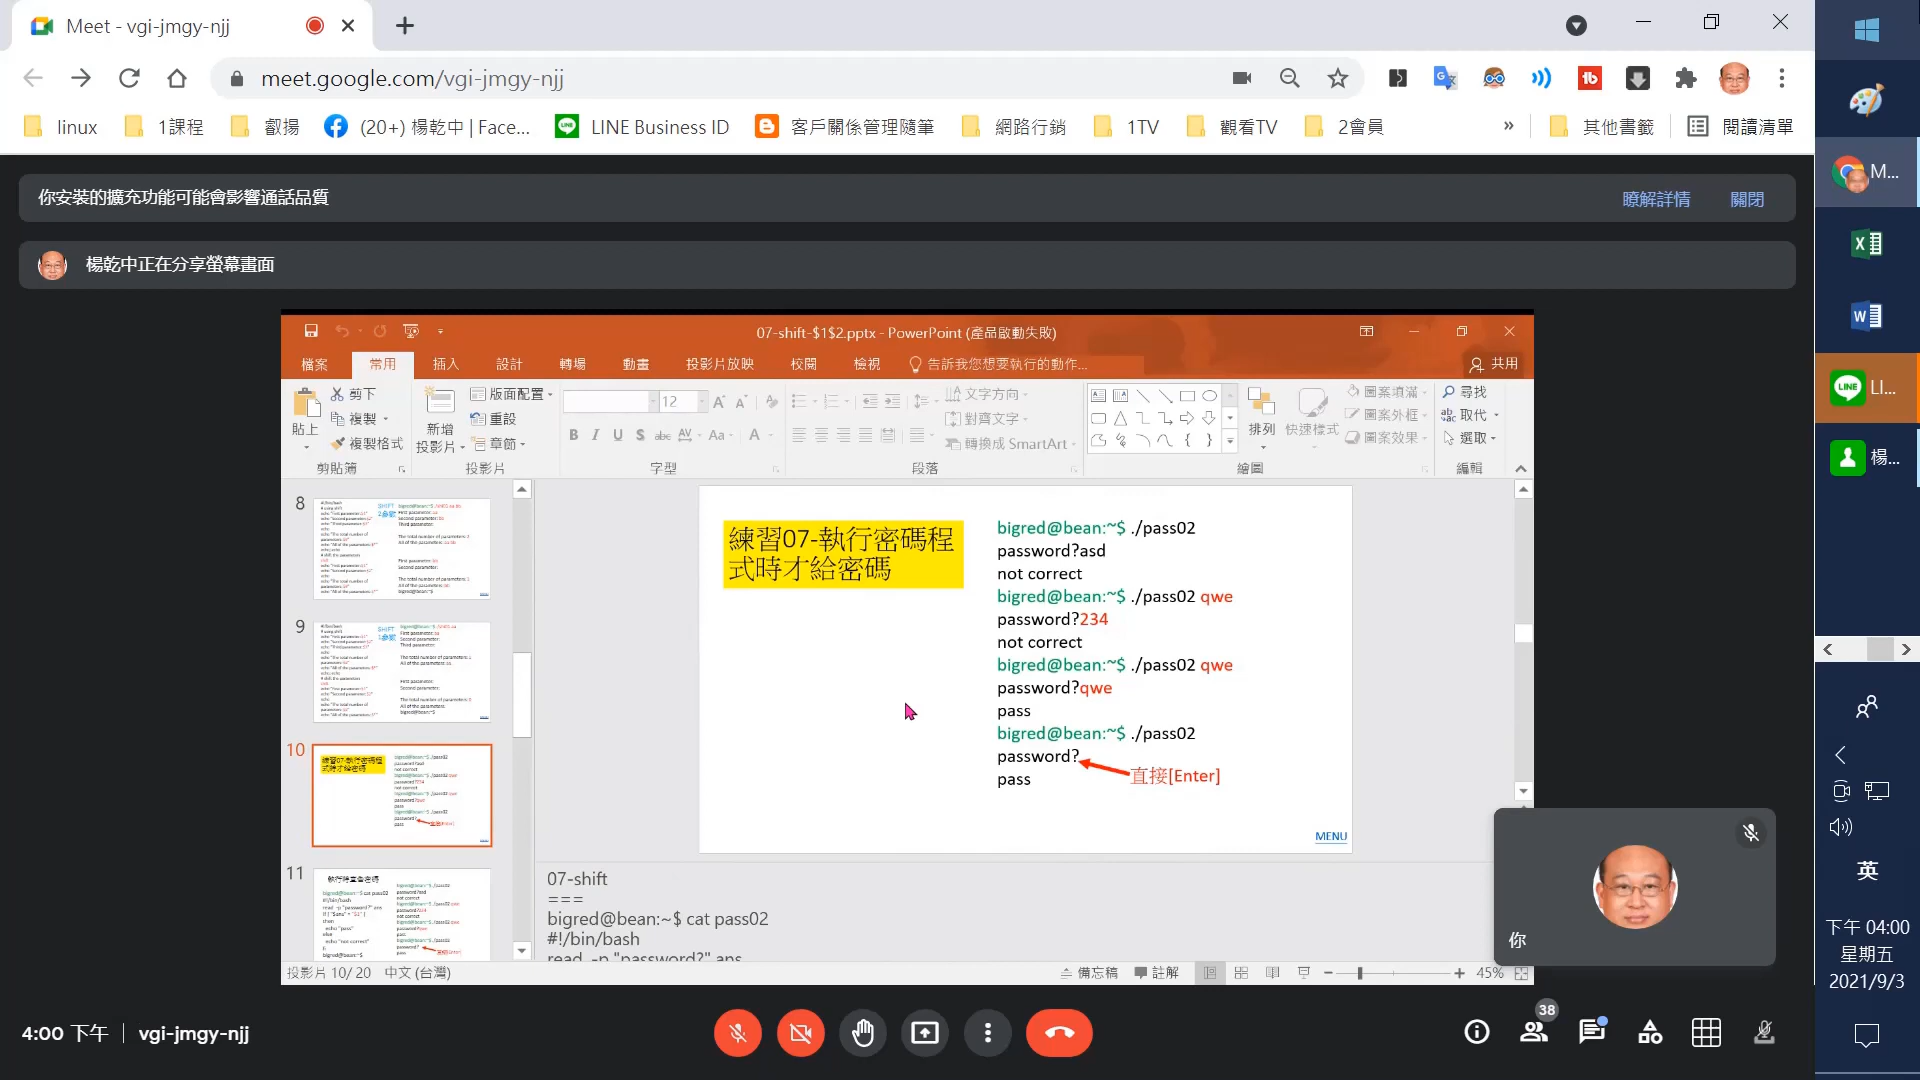 Meet - vgi-jmgy-njj
meet.google.com/vgi-jmgy-njj
linux
1課程
叡揚
(20+) 楊乾中 | Face...
LINE Business ID
客戶關係管理隨筆
網路行銷
1TV
觀看TV
2會員
»
其他書籤
閱讀清單
你安裝的擴充功能可能會影響通話品質
瞭解詳情
關閉
楊乾中正在分享螢幕畫面
07-shift-$1$2.pptx - PowerPoint (產品啟動失敗)
檔案 常用 插入 設計 轉場 動畫 投影片放映 校閱 檢視 告訴我您想要執行的動作... 共用
貼上
剪下
複製
複製格式
剪貼簿
新增
投影片
版面配置
重設
章節
投影片
12
B I U S abc AV Aa A
字型
文字方向
對齊文字
轉換成 SmartArt
段落
排列
快速樣式
圖案填滿
圖案外框
圖案效果
繪圖
尋找
取代
選取
編輯
8
9
10
11
練習07-執行密碼程
式時才給密碼
bigred@bean:~$ ./pass02
password?asd
not correct
bigred@bean:~$ ./pass02 qwe
password?234
not correct
bigred@bean:~$ ./pass02 qwe
password?qwe
pass
bigred@bean:~$ ./pass02
password?
直接[Enter]
pass
MENU
07-shift
===
bigred@bean:~$ cat pass02
#!/bin/bash
read -p "password?" ans
投影片 10/ 20 中文 (台灣)
備忘稿
註解
45%
你
4:00 下午 | vgi-jmgy-njj
38
M...
LI...
楊...
英
下午 04:00
星期五
2021/9/3